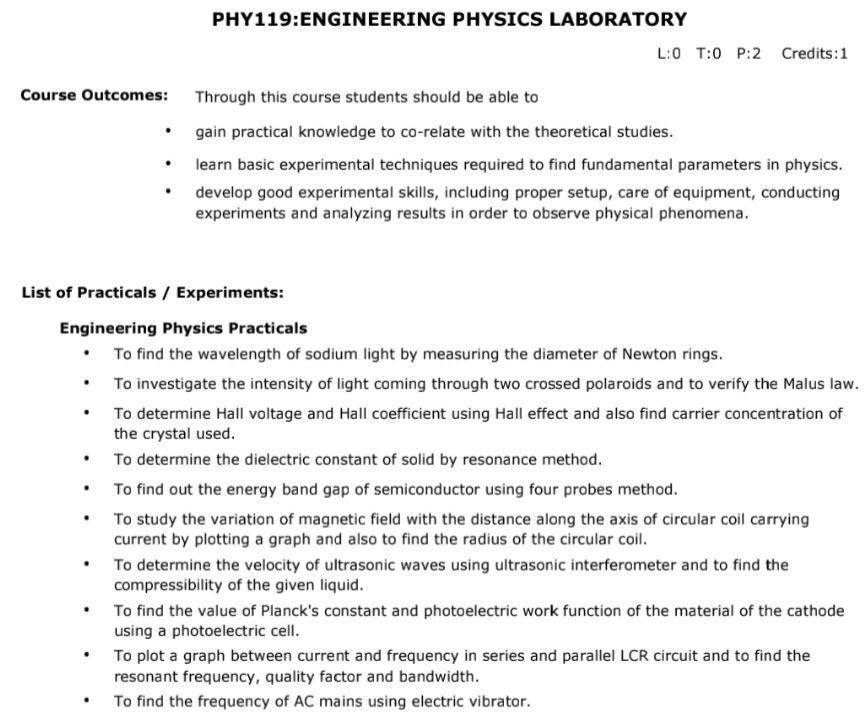 PHY119:ENGINEERING PHYSICS LABORATORY
L:0 T:0 P:2 Credits:1
Course Outcomes: Through this course students should be able to
• gain practical knowledge to co-relate with the theoretical studies.
• learn basic experimental techniques required to find fundamental parameters in physics.
• develop good experimental skills, including proper setup, care of equipment, conducting
experiments and analyzing results in order to observe physical phenomena.
List of Practicals / Experiments:
Engineering Physics Practicals
• To find the wavelength of sodium light by measuring the diameter of Newton rings.
• To investigate the intensity of light coming through two crossed polaroids and to verify the Malus law.
• To determine Hall voltage and Hall coefficient using Hall effect and also find carrier concentration of
the crystal used.
• To determine the dielectric constant of solid by resonance method.
• To find out the energy band gap of semiconductor using four probes method.
• To study the variation of magnetic field with the distance along the axis of circular coil carrying
current by plotting a graph and also to find the radius of the circular coil.
• To determine the velocity of ultrasonic waves using ultrasonic interferometer and to find the
compressibility of the given liquid.
• To find the value of Planck's constant and photoelectric work function of the material of the cathode
using a photoelectric cell.
• To plot a graph between current and frequency in series and parallel LCR circuit and to find the
resonant frequency, quality factor and bandwidth.
• To find the frequency of AC mains using electric vibrator.